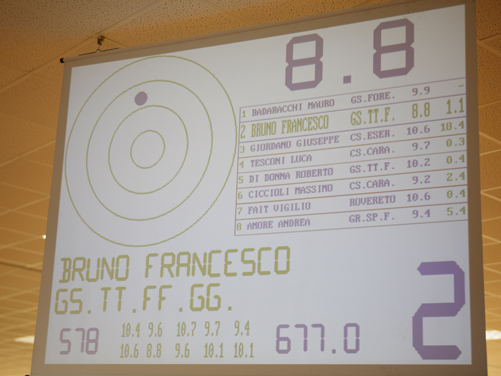 8.8
1 BADARACCHI MAURO GS.FORE. 9.9 -
2 BRUNO FRANCESCO GS.TT.F. 8.8 1.1
3 GIORDANO GIUSEPPE CS.ESER. 10.6 10.4
4 TESCONI LUCA CS.CARA. 9.7 0.3
5 DI DONNA ROBERTO GS.TT.F. 10.2 0.4
6 CICCIOLI MASSIMO CS.CARA. 9.2 2.4
7 FAIT VIGILIO ROVERETO 10.6 0.4
8 AMORE ANDREA GR.SP.F. 9.4 5.4
BRUNO FRANCESCO
GS.TT.FF.GG.
578 10.4 9.6 10.7 9.7 9.4 677.0 2
10.6 8.8 9.6 10.1 10.1